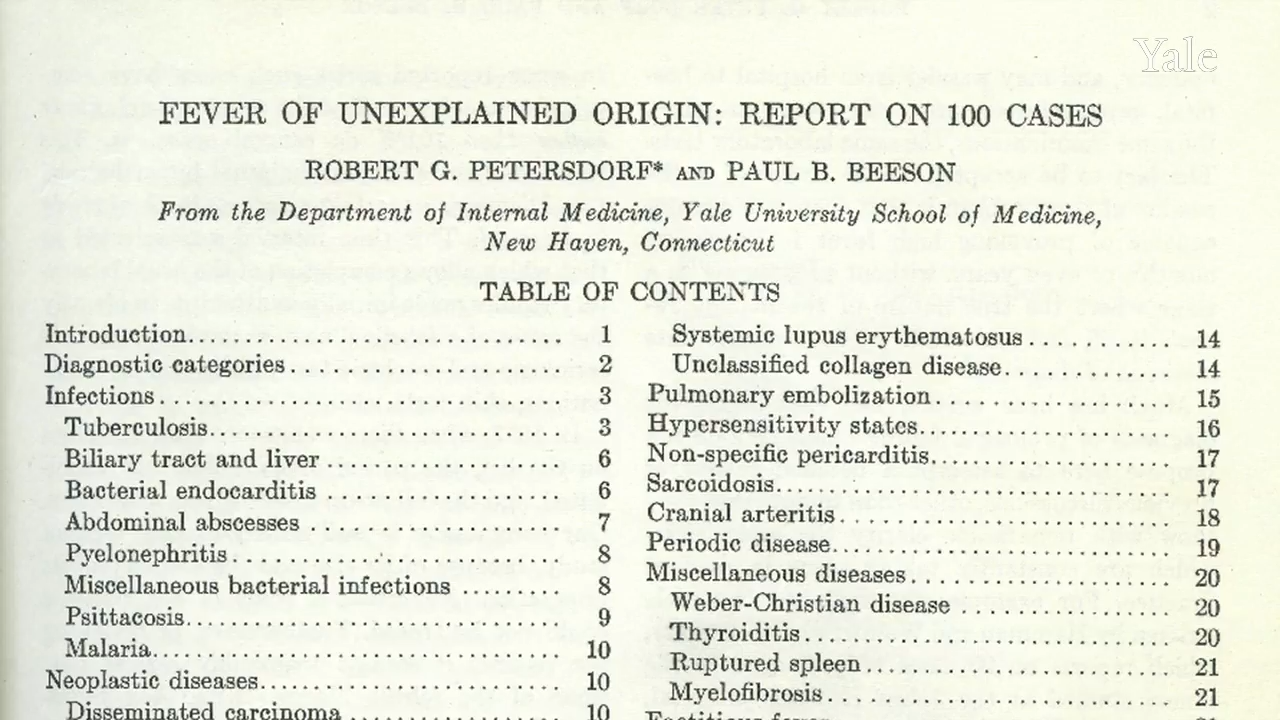 Yale
FEVER OF UNEXPLAINED ORIGIN: REPORT ON 100 CASES
ROBERT G. PETERSDORF* AND PAUL B. BEESON
From the Department of Internal Medicine, Yale University School of Medicine,
New Haven, Connecticut
TABLE OF CONTENTS
Introduction 1
Diagnostic categories 2
Infections 3
Tuberculosis 3
Biliary tract and liver 6
Bacterial endocarditis 6
Abdominal abscesses 7
Pyelonephritis 8
Miscellaneous bacterial infections 8
Psittacosis 9
Malaria 10
Neoplastic diseases 10
Disseminated carcinoma 10
Systemic lupus erythematosus 14
Unclassified collagen disease 14
Pulmonary embolization 15
Hypersensitivity states 16
Non-specific pericarditis 17
Sarcoidosis 17
Cranial arteritis 18
Periodic disease 19
Miscellaneous diseases 20
Weber-Christian disease 20
Thyroiditis 20
Ruptured spleen 21
Myelofibrosis 21
Factitious fever